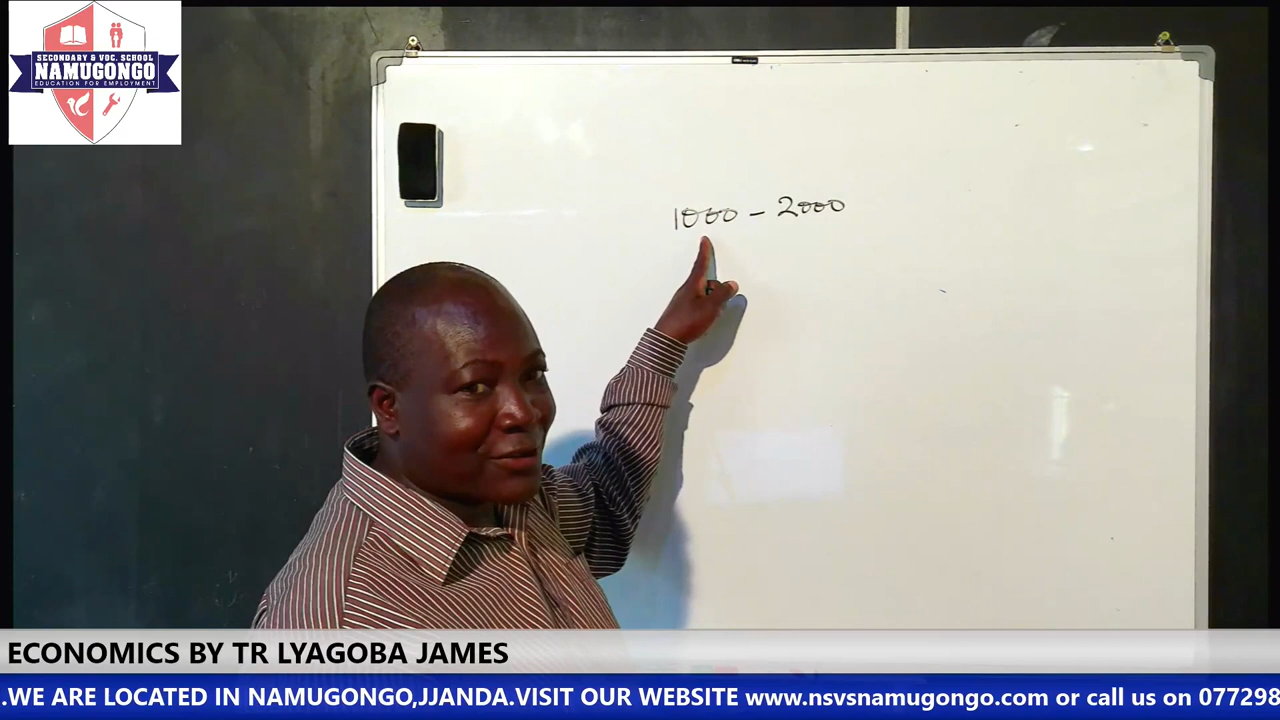 SECONDARY & VOC. SCHOOL
NAMUGONGO
EDUCATION FOR EMPLOYMENT
1000 - 2000
ECONOMICS BY TR LYAGOBA JAMES
.WE ARE LOCATED IN NAMUGONGO,JJANDA.VISIT OUR WEBSITE www.nsvsnamugongo.com or call us on 077298